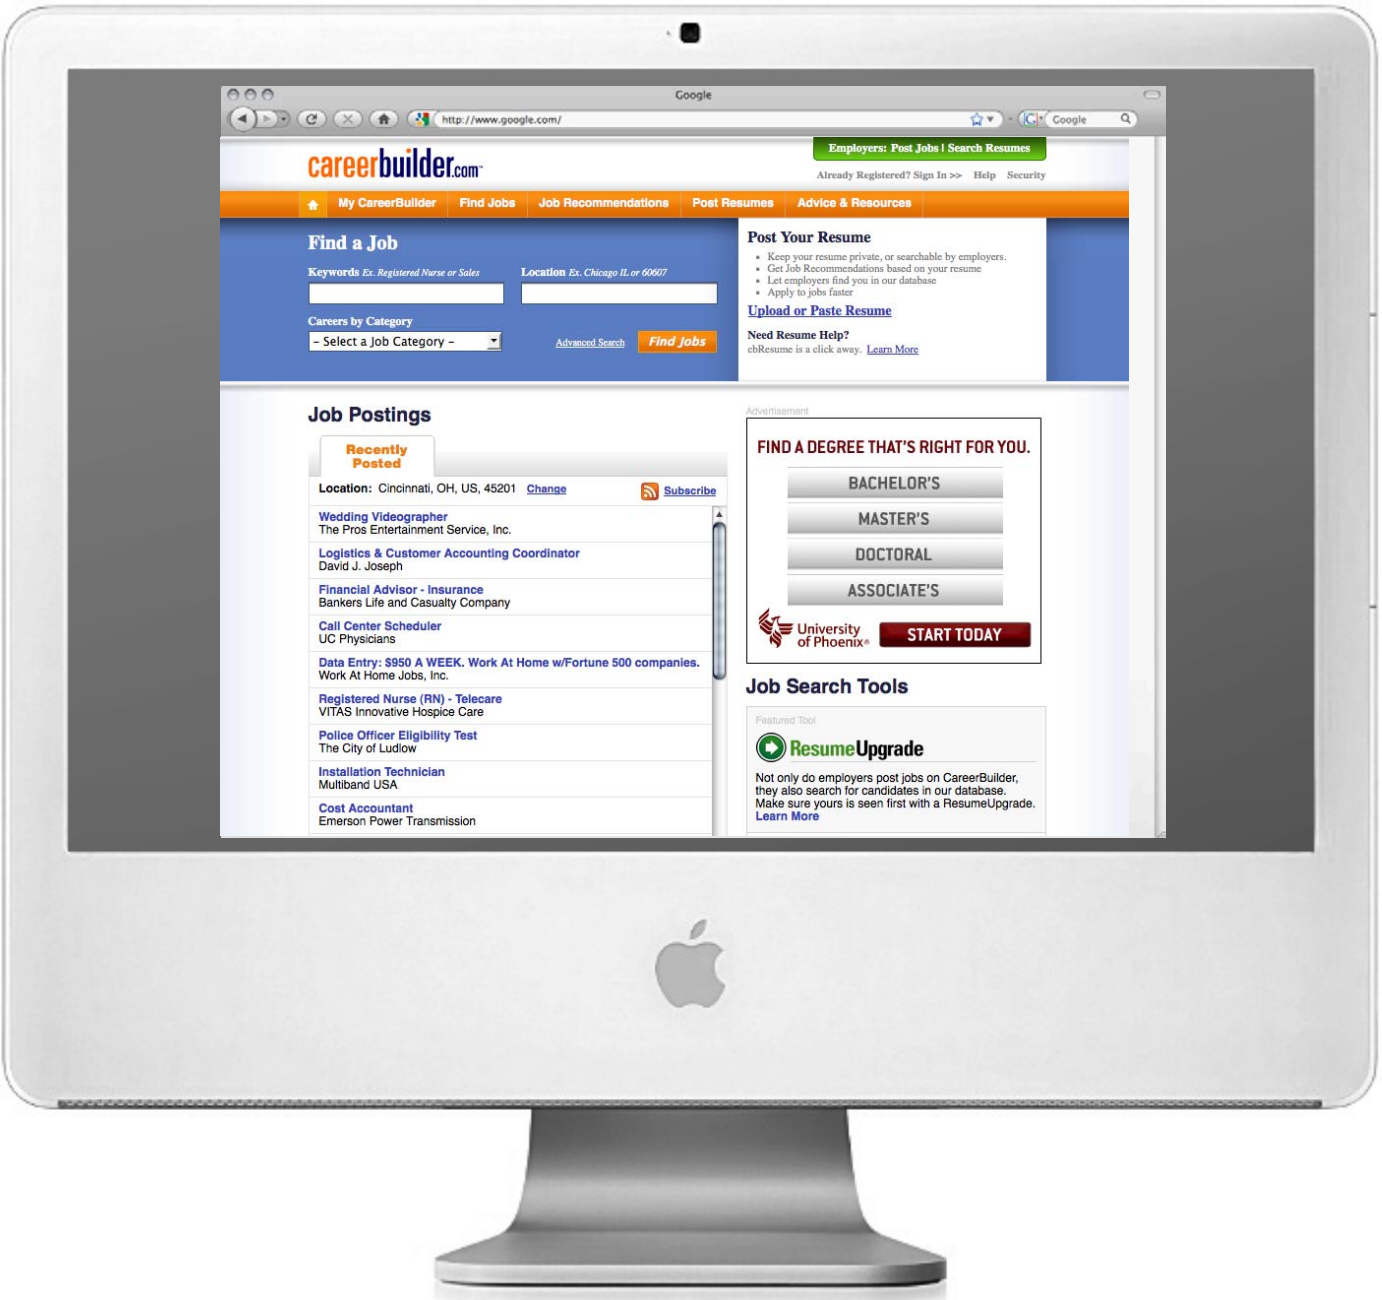 Google
http://www.google.com/
Google
careerbuilder.com™
Employers: Post Jobs | Search Resumes
Already Registered? Sign In >> Help Security
My CareerBuilder Find Jobs Job Recommendations Post Resumes Advice & Resources
Find a Job
Keywords Ex. Registered Nurse or Sales
Location Ex. Chicago IL or 60607
Careers by Category
- Select a Job Category -
Advanced Search
Find Jobs
Post Your Resume
• Keep your resume private, or searchable by employers.
• Get Job Recommendations based on your resume
• Let employers find you in our database
• Apply to jobs faster
Upload or Paste Resume
Need Resume Help?
cbResume is a click away. Learn More
Job Postings
Recently
Posted
Location: Cincinnati, OH, US, 45201 Change
Subscribe
Wedding Videographer
The Pros Entertainment Service, Inc.
Logistics & Customer Accounting Coordinator
David J. Joseph
Financial Advisor - Insurance
Bankers Life and Casualty Company
Call Center Scheduler
UC Physicians
Data Entry: $950 A WEEK. Work At Home w/Fortune 500 companies.
Work At Home Jobs, Inc.
Registered Nurse (RN) - Telecare
VITAS Innovative Hospice Care
Police Officer Eligibility Test
The City of Ludlow
Installation Technician
Multiband USA
Cost Accountant
Emerson Power Transmission
Advertisement
FIND A DEGREE THAT'S RIGHT FOR YOU.
BACHELOR'S
MASTER'S
DOCTORAL
ASSOCIATE'S
University
of Phoenix®
START TODAY
Job Search Tools
Featured Tool
ResumeUpgrade
Not only do employers post jobs on CareerBuilder,
they also search for candidates in our database.
Make sure yours is seen first with a ResumeUpgrade.
Learn More